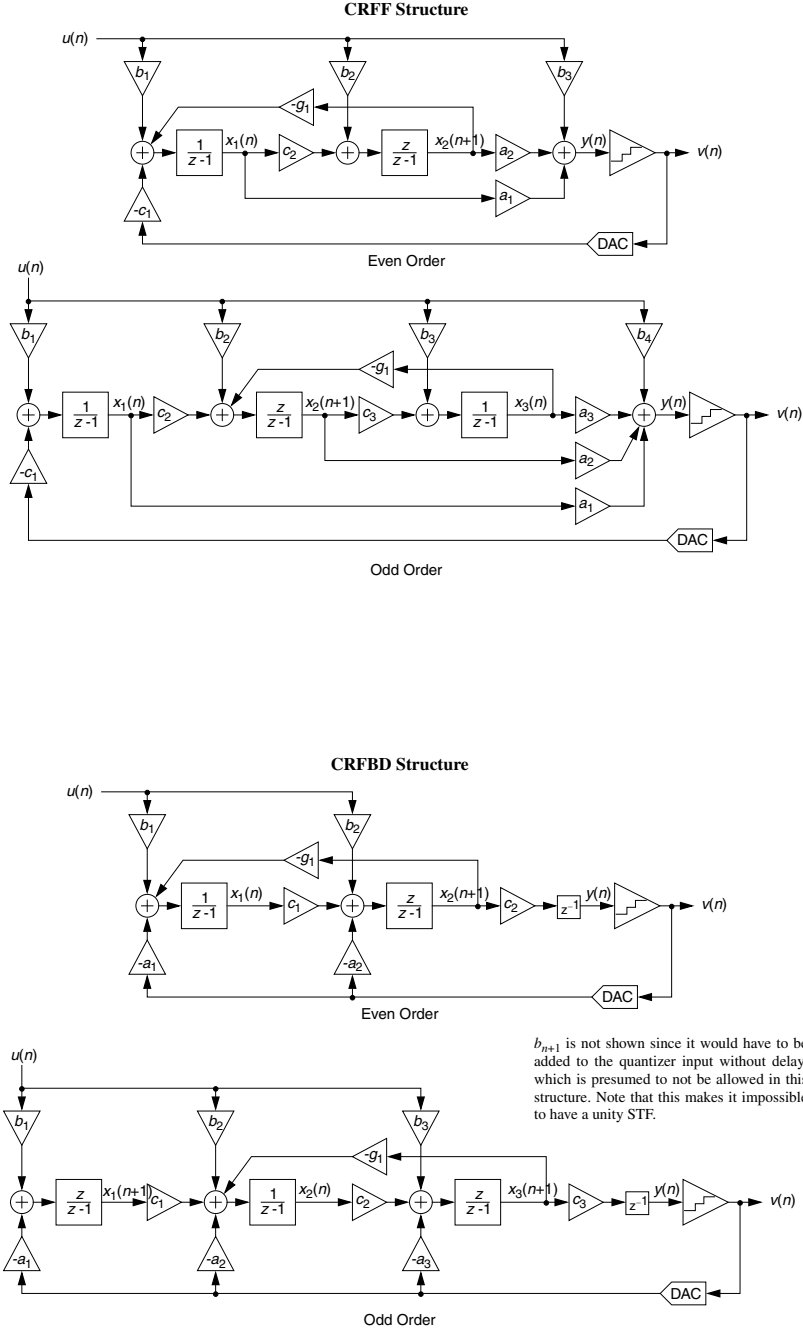 CRFF Structure
u(n)
b1 b2 b3
-g1
1/z-1 x1(n) c2 z/z-1 x2(n+1) a2 y(n) v(n)
a1
-c1
DAC
Even Order
u(n)
b1 b2 b3 b4
-g1
1/z-1 x1(n) c2 z/z-1 x2(n+1) c3 1/z-1 x3(n) a3 y(n) v(n)
a2
-c1
a1
DAC
Odd Order
CRFBD Structure
u(n)
b1 b2
-g1
1/z-1 x1(n) c1 z/z-1 x2(n+1) c2 z-1 y(n) v(n)
-a1 -a2
DAC
Even Order
bn+1 is not shown since it would have to be
added to the quantizer input without delay,
which is presumed to not be allowed in this
structure. Note that this makes it impossible
to have a unity STF.
u(n)
b1 b2 b3
-g1
z/z-1 x1(n+1) c1 1/z-1 x2(n) c2 z/z-1 x3(n+1) c3 z-1 y(n) v(n)
-a1 -a2 -a3
DAC
Odd Order